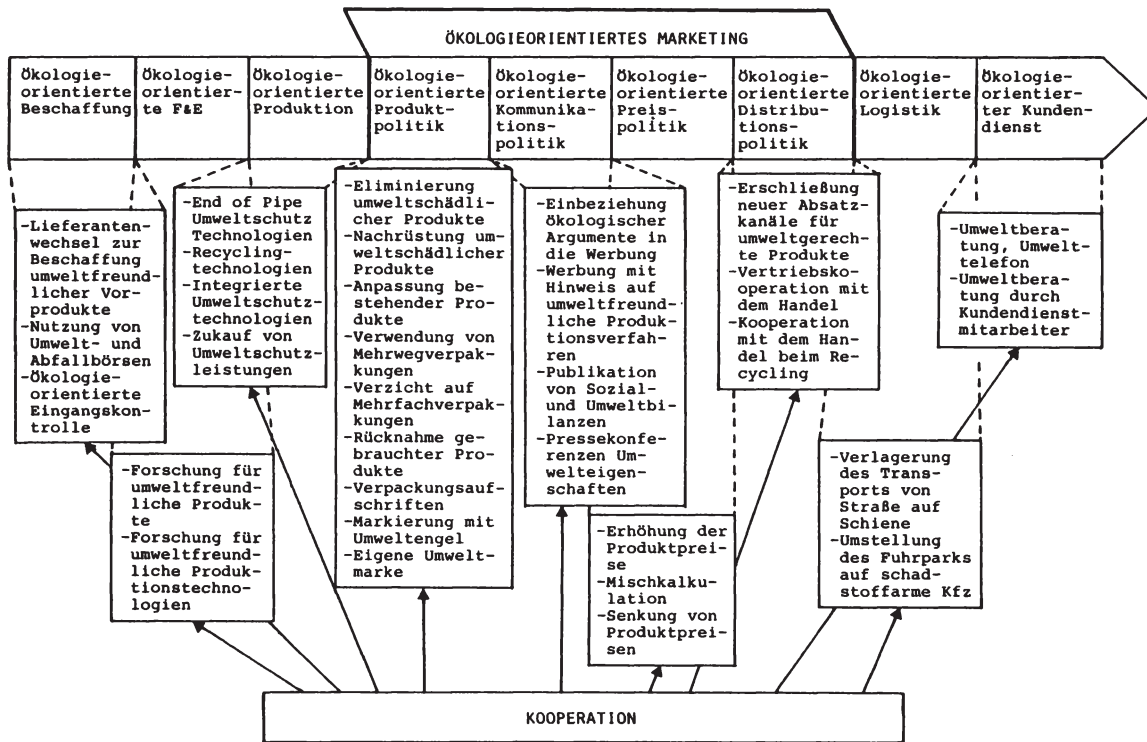 ÖKOLOGIEORIENTIERTES MARKETING
Ökologie-
orientierte
Beschaffung
Ökologie-
orientier-
te F&E
Ökologie-
orientierte
Produktion
Ökologie-
orientierte
Produkt-
politik
Ökologie-
orientierte
Kommunika-
tionspo-
litik
Ökologie-
orientierte
Preis-
politik
Ökologie-
orientierte
Distribu-
tions-
politik
Ökologie-
orientierte
Logistik
Ökologie-
orientier-
ter Kunden-
dienst
-Lieferanten-
wechsel zur
Beschaffung
umweltfreund-
licher Vor-
produkte
-Nutzung von
Umwelt- und
Abfallbörsen
-Ökologie-
orientierte
Eingangskon-
trolle
-Forschung für
umweltfreund-
liche Produk-
te
-Forschung für
umweltfreund-
liche Produk-
tionstechno-
logien
-End of Pipe
Umweltschutz
Technologien
-Recycling-
technologien
-Integrierte
Umweltschutz-
technologien
-Zukauf von
Umweltschutz-
leistungen
-Eliminierung
umweltschäd-
licher Produkte
-Nachrüstung um-
weltschädlicher
Produkte
-Anpassung be-
stehender Pro-
dukte
-Verwendung von
Mehrwegverpak-
kungen
-Verzicht auf
Mehrfachverpak-
kungen
-Rücknahme ge-
brauchter Pro-
dukte
-Verpackungsauf-
schriften
-Markierung mit
Umweltengel
-Eigene Umwelt-
marke
-Einbeziehung
ökologischer
Argumente in
die Werbung
-Werbung mit
Hinweis auf
umweltfreund-
liche Produk-
tionsverfah-
ren
-Publikation
von Sozial-
und Umweltbi-
lanzen
-Pressekonfe-
renzen Um-
welteigen-
schaften
-Erhöhung der
Produktprei-
se
-Mischkalku-
lation
-Senkung von
Produktprei-
sen
-Erschließung
neuer Absatz-
kanäle für
umweltgerech-
te Produkte
-Vertriebsko-
operation mit
dem Handel
-Kooperation
mit dem Han-
del beim Re-
cycling
-Verlagerung
des Trans-
ports von
Straße auf
Schiene
-Umstellung
des Fuhrparks
auf schad-
stoffarme Kfz
-Umweltbera-
tung, Umwelt-
telefon
-Umweltbera-
tung durch
Kundendienst-
mitarbeiter
KOOPERATION